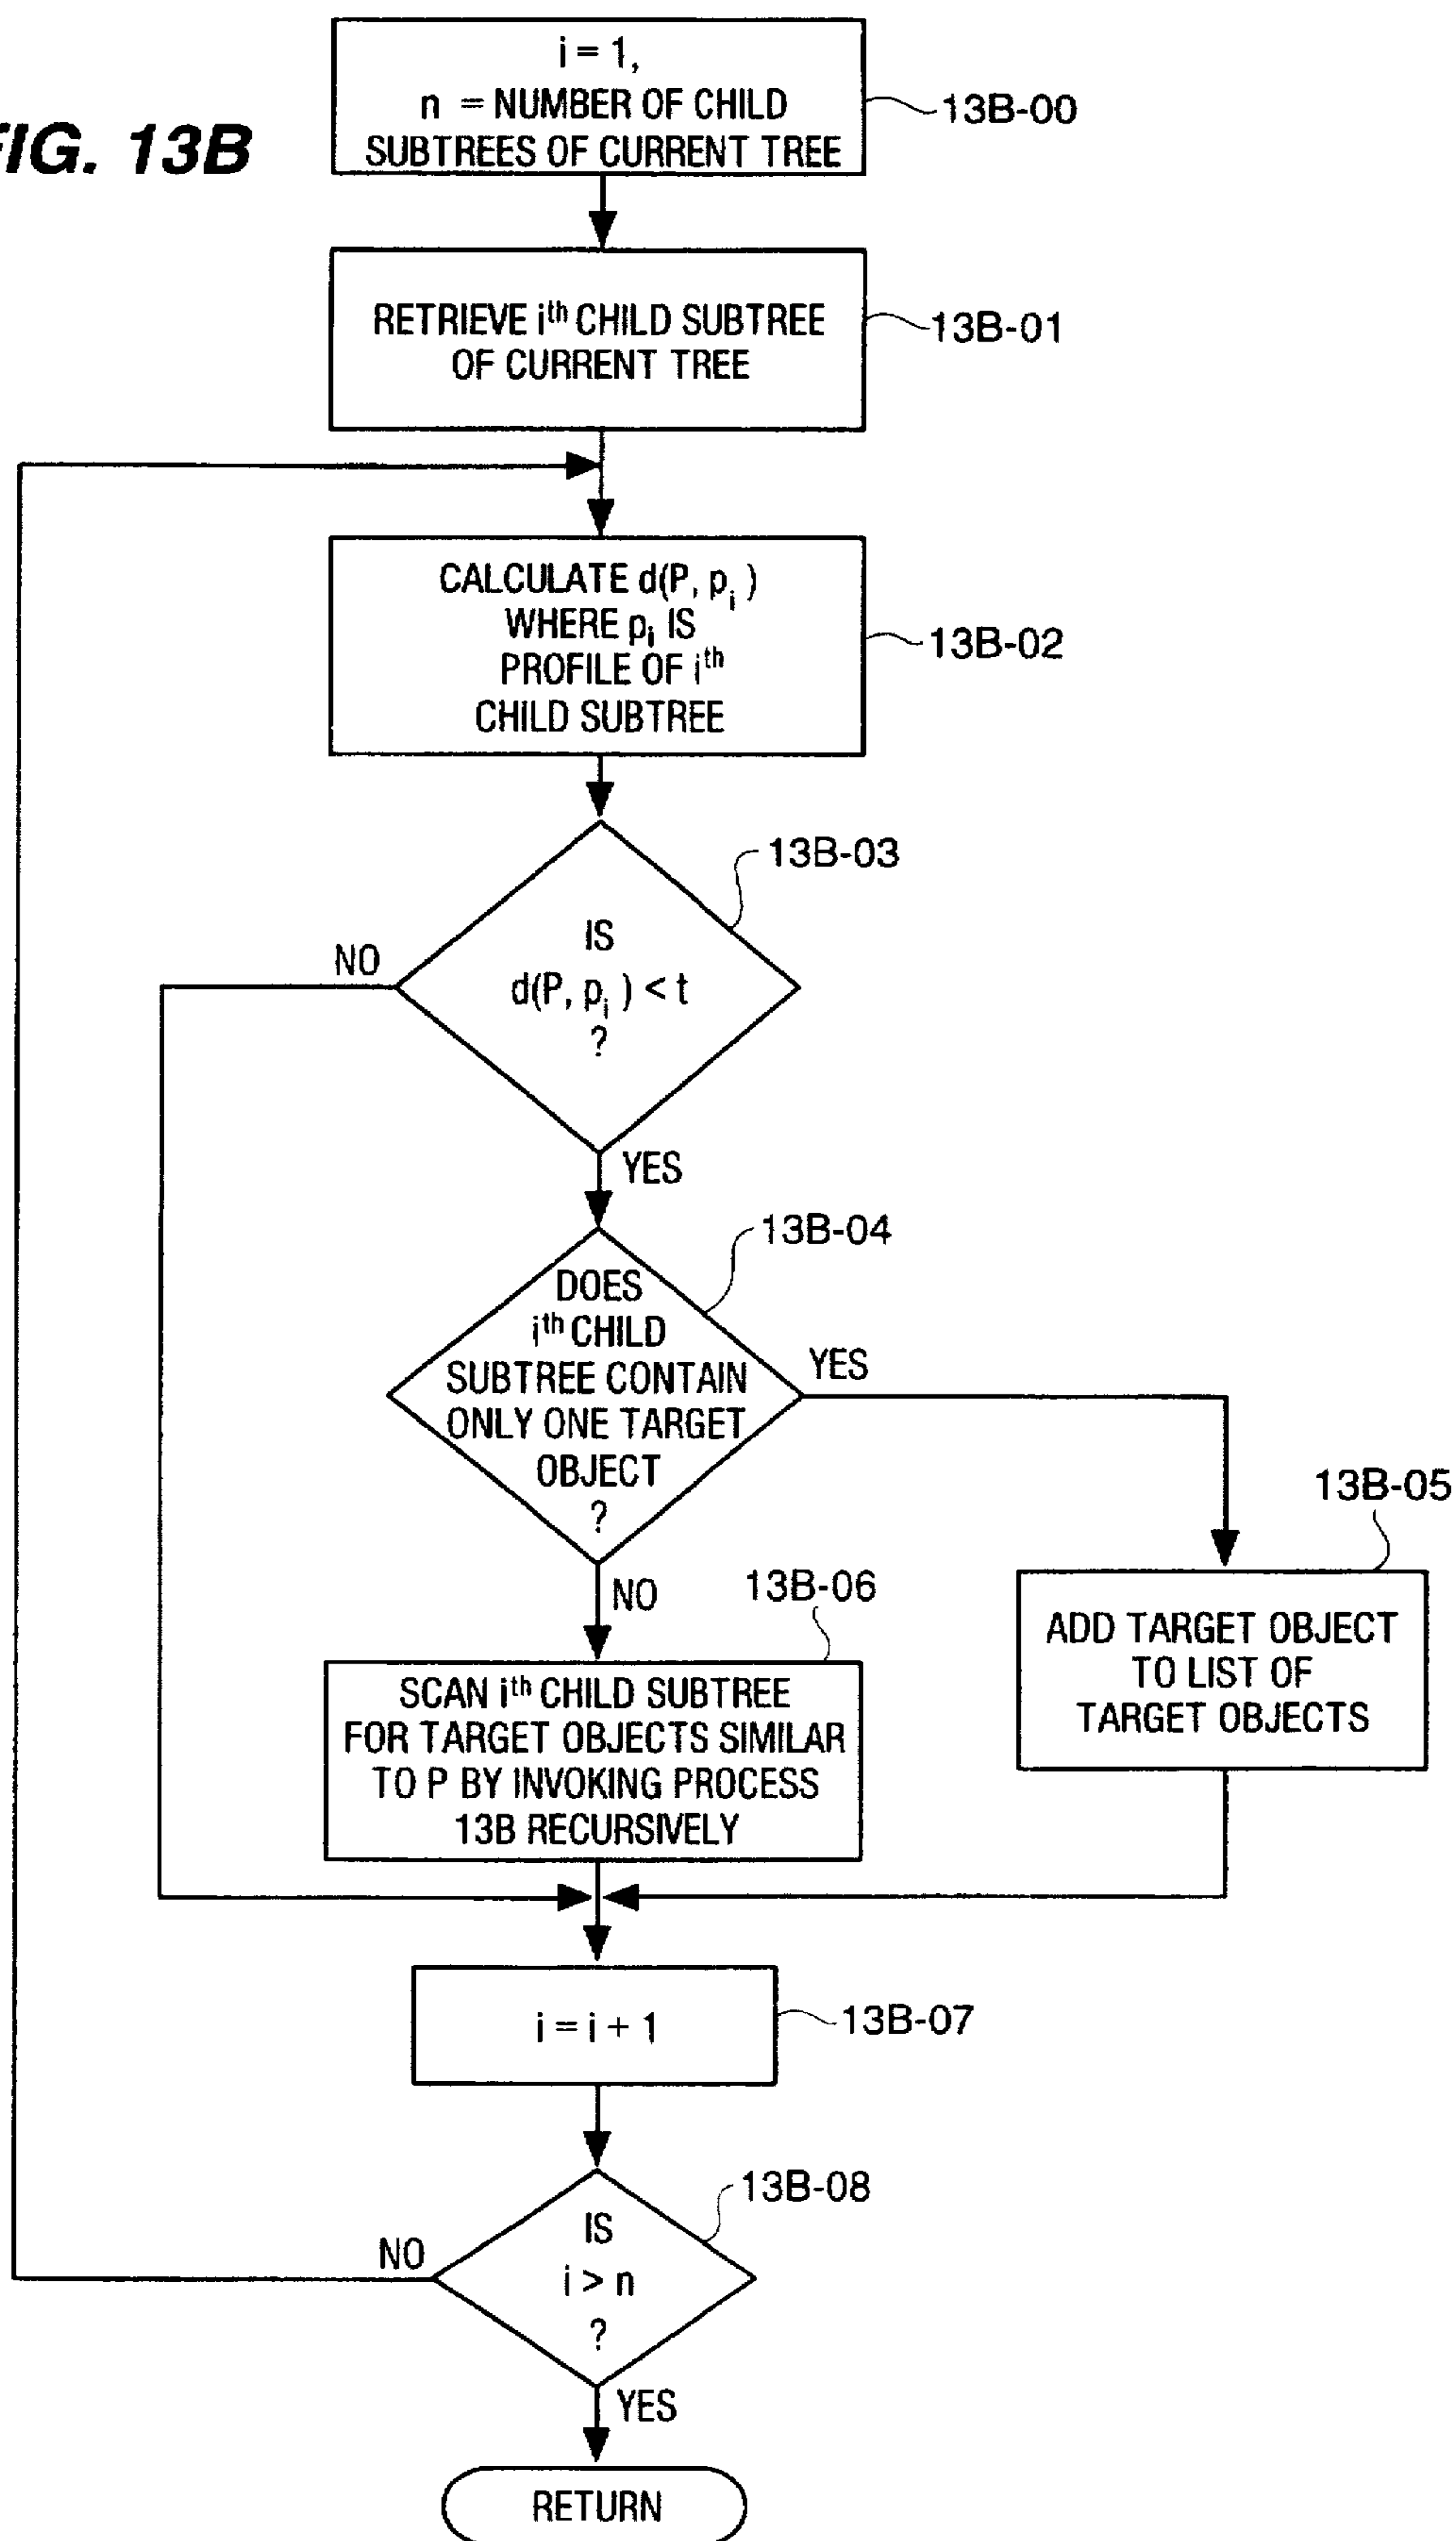 FIG. 13B
i = 1,
n = NUMBER OF CHILD
SUBTREES OF CURRENT TREE
13B-00
RETRIEVE iᵗʰ CHILD SUBTREE
OF CURRENT TREE
13B-01
CALCULATE d(P, pᵢ )
WHERE pᵢ IS
PROFILE OF iᵗʰ
CHILD SUBTREE
13B-02
13B-03
IS
d(P, pᵢ ) < t
?
NO
YES
13B-04
DOES
iᵗʰ CHILD
SUBTREE CONTAIN
ONLY ONE TARGET
OBJECT
?
YES
NO
13B-05
ADD TARGET OBJECT
TO LIST OF
TARGET OBJECTS
13B-06
SCAN iᵗʰ CHILD SUBTREE
FOR TARGET OBJECTS SIMILAR
TO P BY INVOKING PROCESS
13B RECURSIVELY
i = i + 1
13B-07
13B-08
IS
i > n
?
NO
YES
RETURN